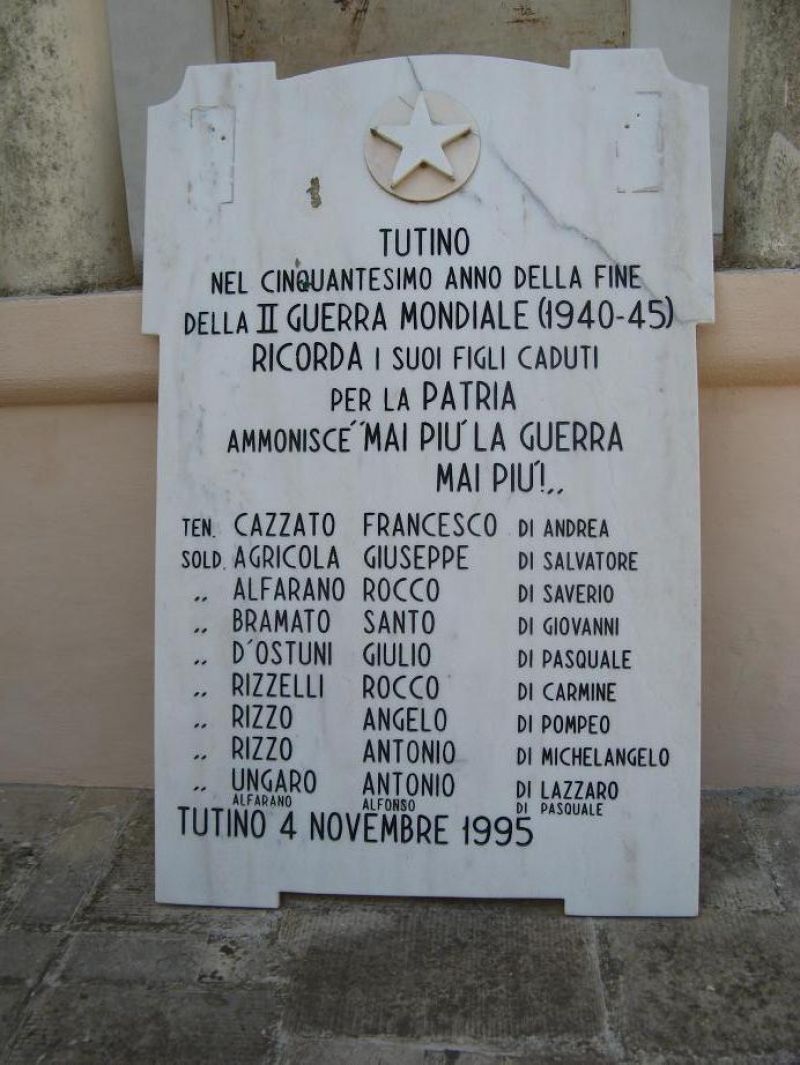 TUTINO
NEL CINQUANTESIMO ANNO DELLA FINE
DELLA II GUERRA MONDIALE (1940-45)
RICORDA I SUOI FIGLI CADUTI
PER LA PATRIA
AMMONISCE "MAI PIU' LA GUERRA
MAI PIU'!,,
TEN. CAZZATO FRANCESCO DI ANDREA
SOLD. AGRICOLA GIUSEPPE DI SALVATORE
,, ALFARANO ROCCO DI SAVERIO
,, BRAMATO SANTO DI GIOVANNI
,, D'OSTUNI GIULIO DI PASQUALE
,, RIZZELLI ROCCO DI CARMINE
,, RIZZO ANGELO DI POMPEO
,, RIZZO ANTONIO DI MICHELANGELO
,, UNGARO ANTONIO DI LAZZARO
ALFARANO ALFONSO DI PASQUALE
TUTINO 4 NOVEMBRE 1995